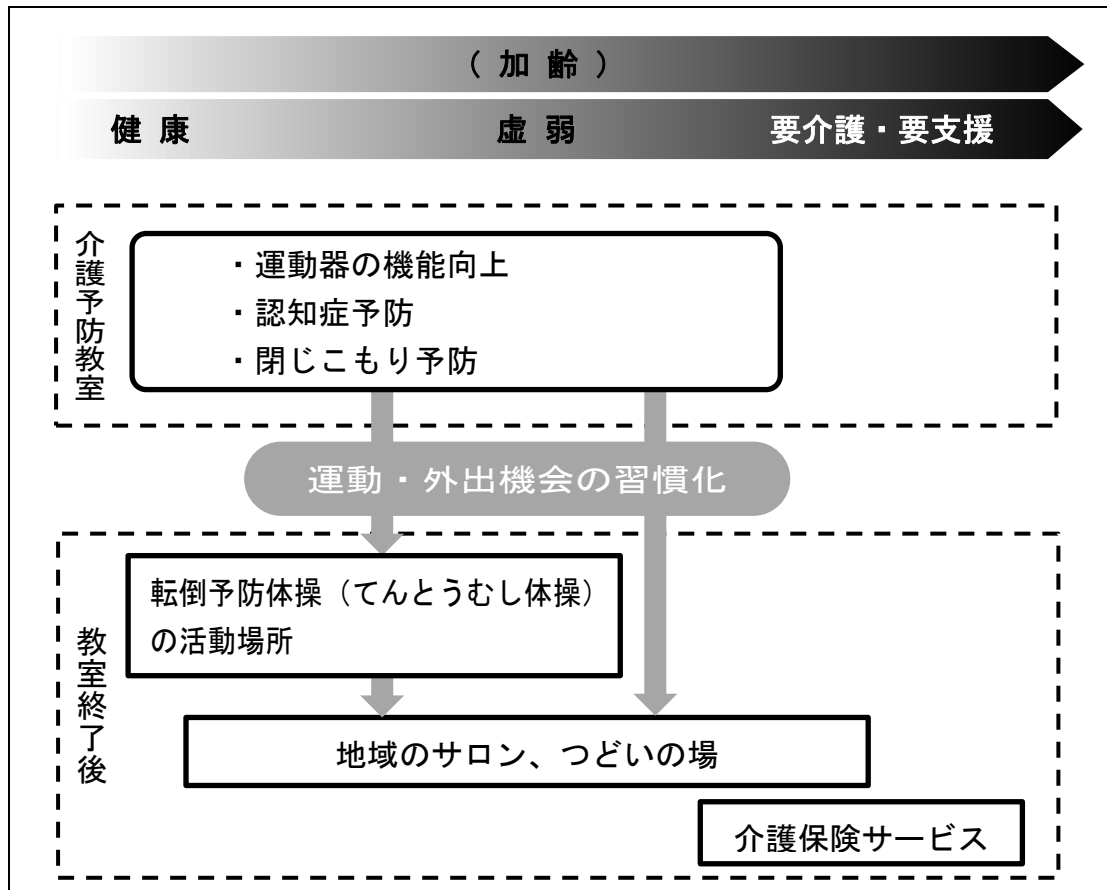 （加齢）
健康
虚弱
要介護・要支援
介護予防教室
・運動器の機能向上
・認知症予防
・閉じこもり予防
運動・外出機会の習慣化
教室終了後
転倒予防体操（てんとうむし体操）
の活動場所
地域のサロン、つどいの場
介護保険サービス